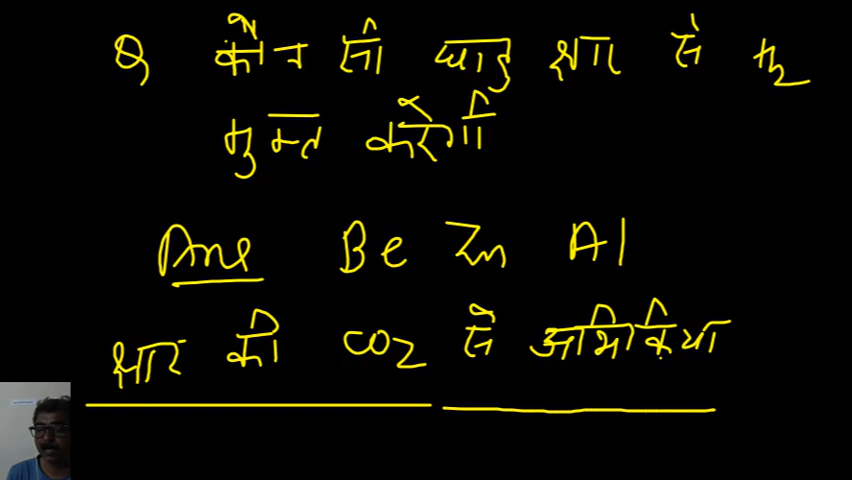 Q कौन सी धातु क्षार से H2
मुक्त करेगी
Ans Be Zn Al
क्षार की CO2 से अभिक्रिया